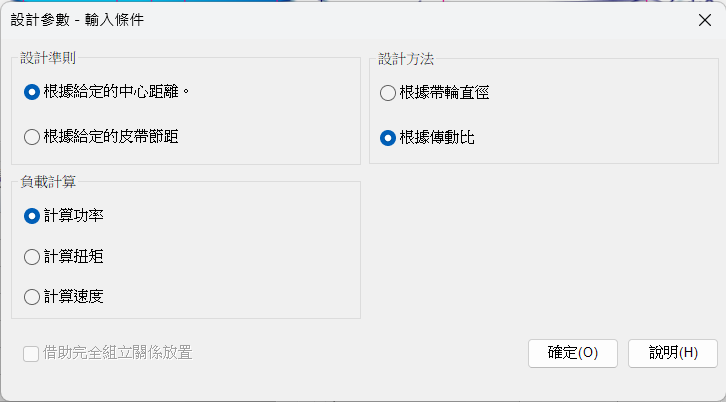 設計參數 - 輸入條件
設計準則
根據給定的中心距離。
根據給定的皮帶節距
設計方法
根據帶輪直徑
根據傳動比
負載計算
計算功率
計算扭矩
計算速度
借助完全組立關係放置
確定(O)
說明(H)